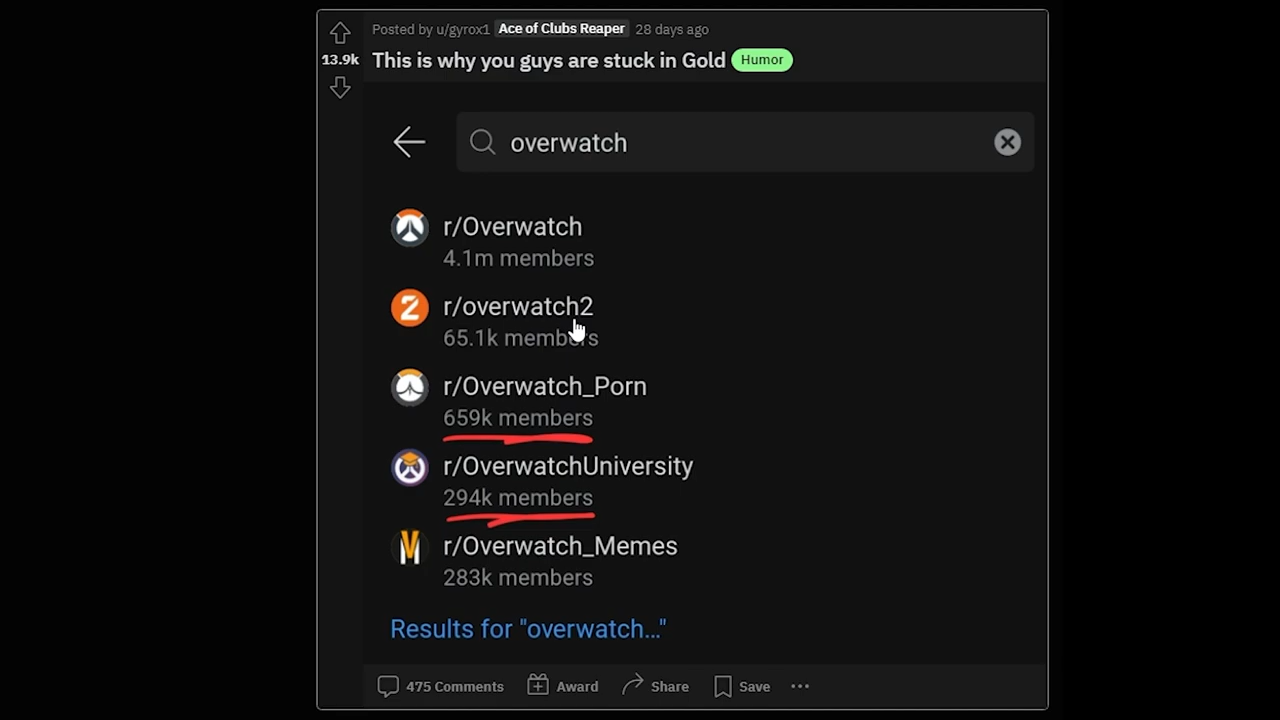 Posted by u/gyrox1 Ace of Clubs Reaper 28 days ago
13.9k
This is why you guys are stuck in Gold Humor
overwatch
r/Overwatch
4.1m members
r/overwatch2
65.1k members
r/Overwatch_Porn
659k members
r/OverwatchUniversity
294k members
r/Overwatch_Memes
283k members
Results for "overwatch..."
475 Comments Award Share Save